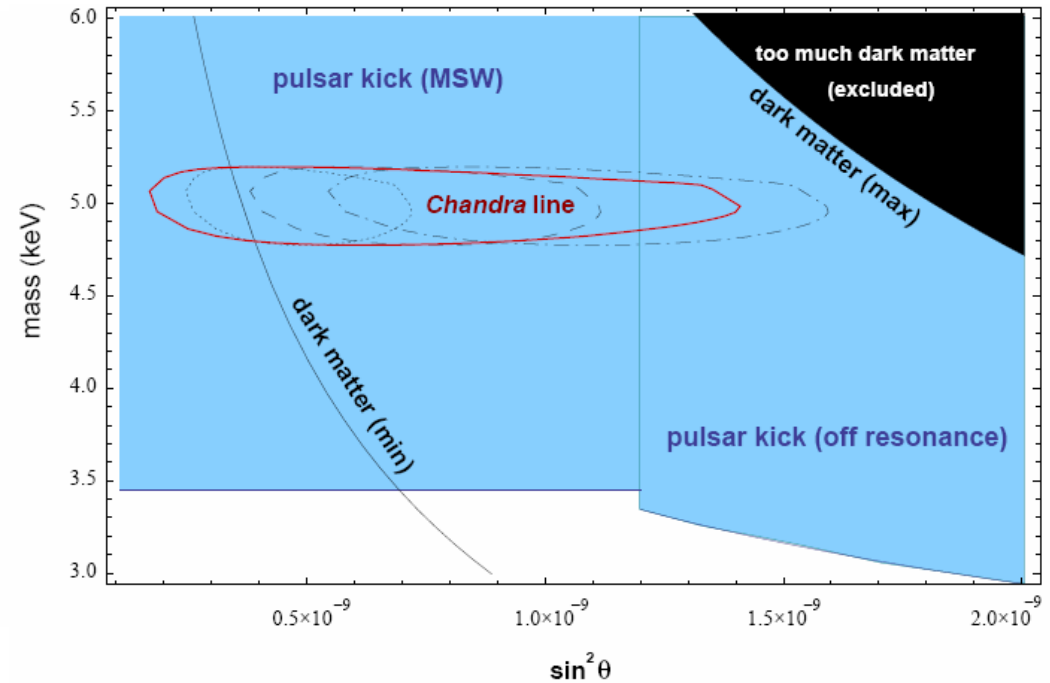 6.0
5.5
5.0
4.5
4.0
3.5
3.0
mass (keV)
pulsar kick (MSW)
too much dark matter
(excluded)
dark matter (max)
Chandra line
dark matter (min)
pulsar kick (off resonance)
0.5×10⁻⁹
1.0×10⁻⁹
1.5×10⁻⁹
2.0×10⁻⁹
sin² θ